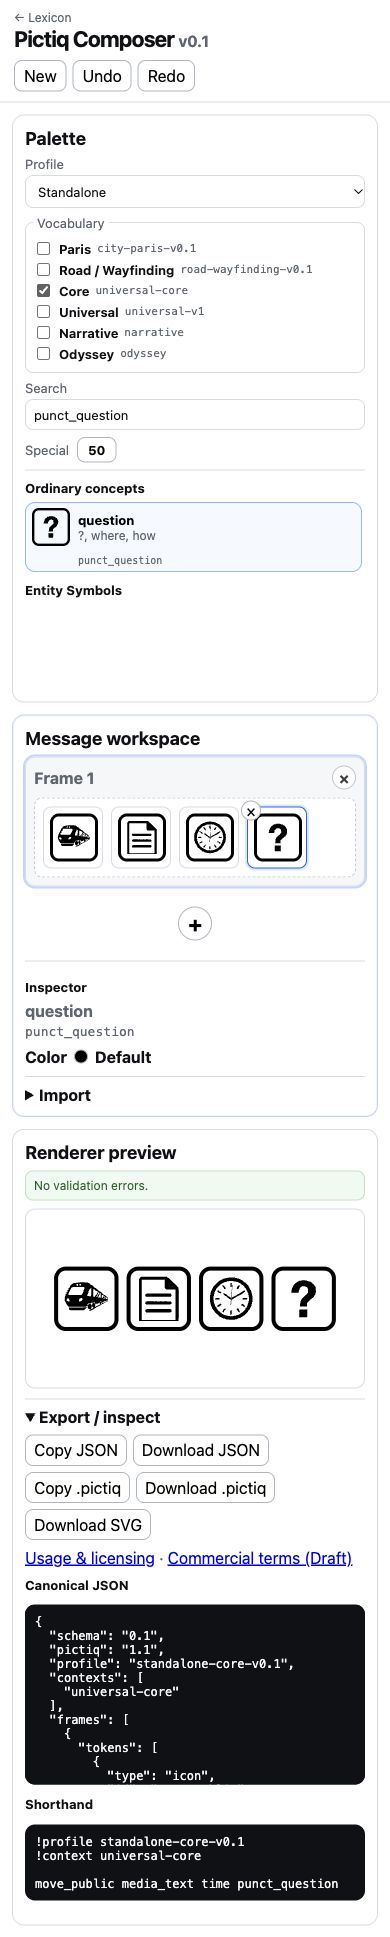 ← Lexicon
Pictiq Composer v0.1
New Undo Redo
Palette
Profile
Standalone
Vocabulary
Paris city-paris-v0.1
Road / Wayfinding road-wayfinding-v0.1
Core universal-core
Universal universal-v1
Narrative narrative
Odyssey odyssey
Search
punct_question
Special 50
Ordinary concepts
?
question
?, where, how
punct_question
Entity Symbols
Message workspace
Frame 1 ×
×
?
+
Inspector
question
punct_question
Color Default
Import
Renderer preview
No validation errors.
?
Export / inspect
Copy JSON Download JSON
Copy .pictiq Download .pictiq
Download SVG
Usage & licensing · Commercial terms (Draft)
Canonical JSON
{
"schema": "0.1",
"pictiq": "1.1",
"profile": "standalone-core-v0.1",
"contexts": [
"universal-core"
],
"frames": [
{
"tokens": [
{
"type": "icon",
Shorthand
!profile standalone-core-v0.1
!context universal-core
move_public media_text time punct_question